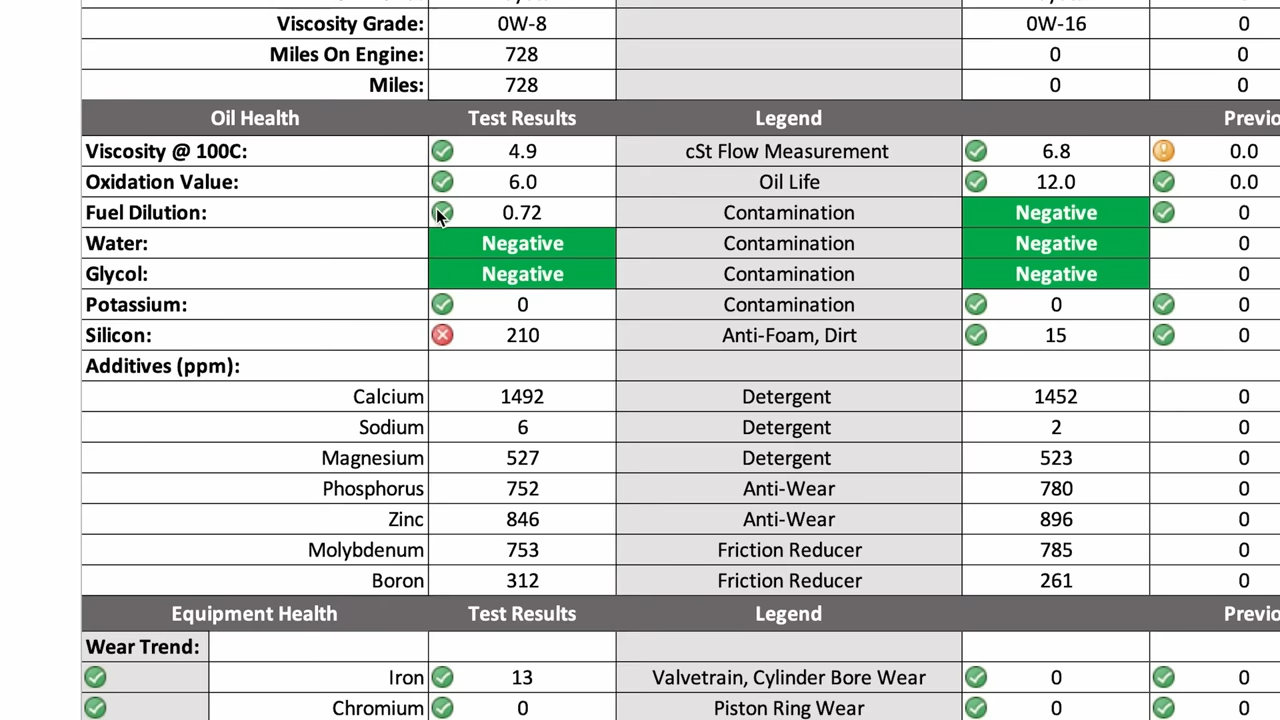 Viscosity Grade: 0W-8 0W-16 0
Miles On Engine: 728 0 0
Miles: 728 0 0
Oil Health Test Results Legend Previo
Viscosity @ 100C: 4.9 cSt Flow Measurement 6.8 0.0
Oxidation Value: 6.0 Oil Life 12.0 0.0
Fuel Dilution: 0.72 Contamination Negative 0
Water: Negative Contamination Negative 0
Glycol: Negative Contamination Negative 0
Potassium: 0 Contamination 0 0
Silicon: 210 Anti-Foam, Dirt 15 0
Additives (ppm):
Calcium 1492 Detergent 1452 0
Sodium 6 Detergent 2 0
Magnesium 527 Detergent 523 0
Phosphorus 752 Anti-Wear 780 0
Zinc 846 Anti-Wear 896 0
Molybdenum 753 Friction Reducer 785 0
Boron 312 Friction Reducer 261 0
Equipment Health Test Results Legend Previo
Wear Trend:
Iron 13 Valvetrain, Cylinder Bore Wear 0 0
Chromium 0 Piston Ring Wear 0 0